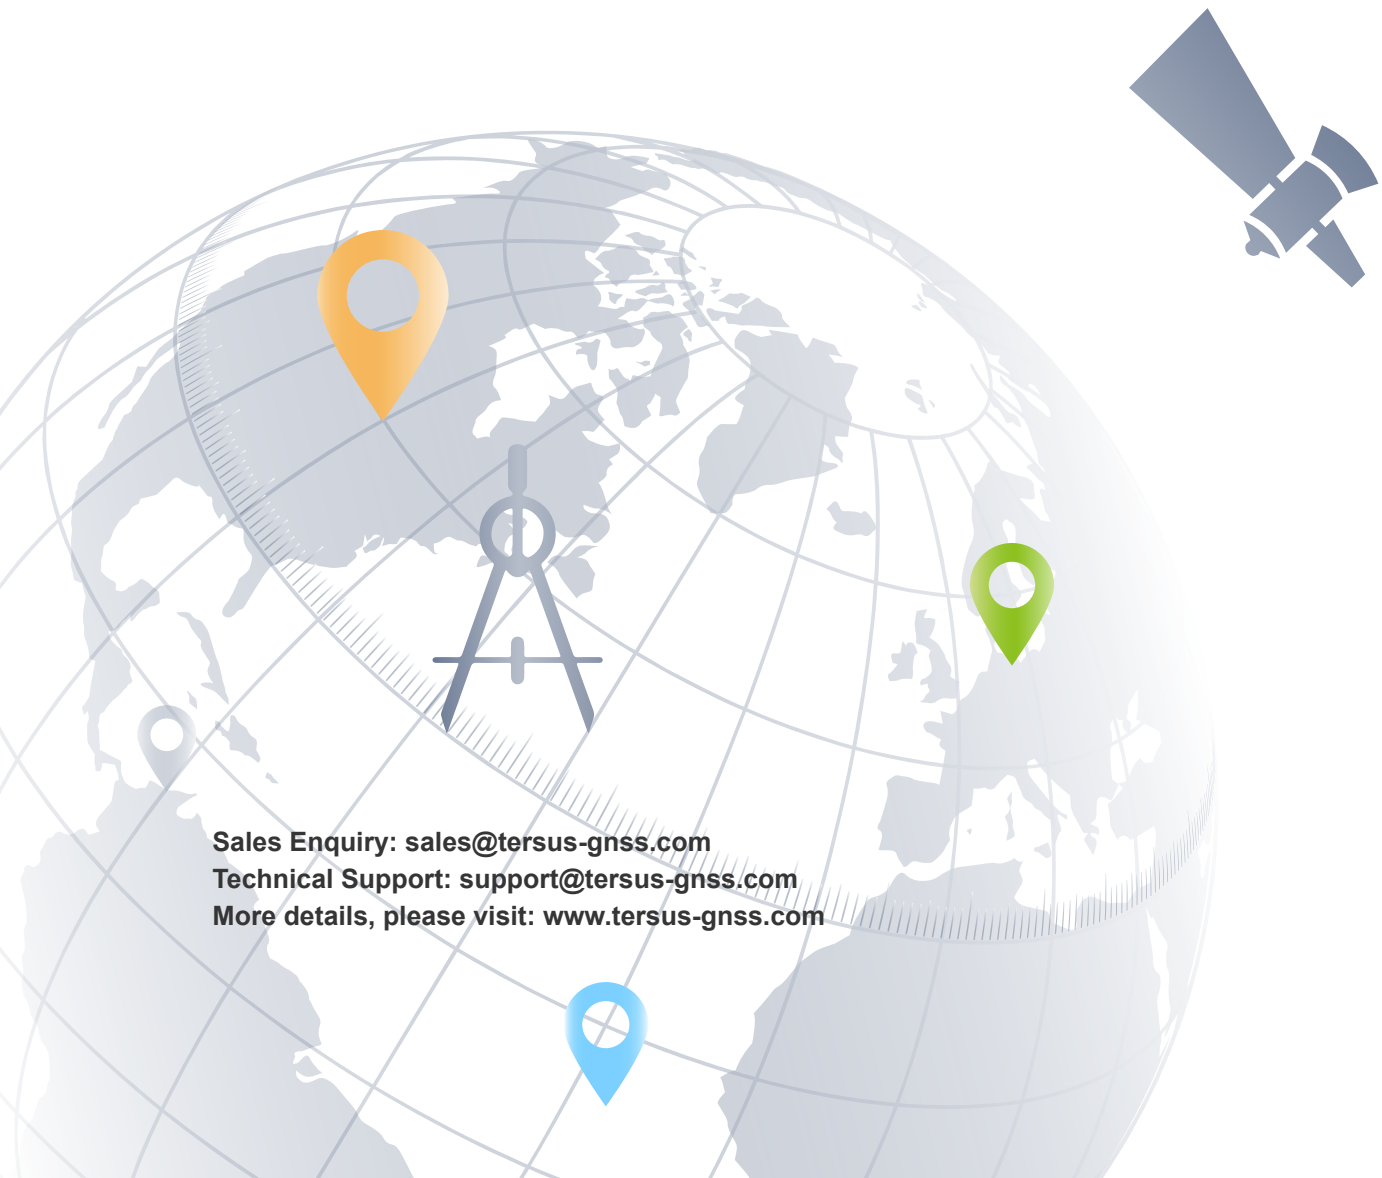 Sales Enquiry: sales@tersus-gnss.com
Technical Support: support@tersus-gnss.com
More details, please visit: www.tersus-gnss.com